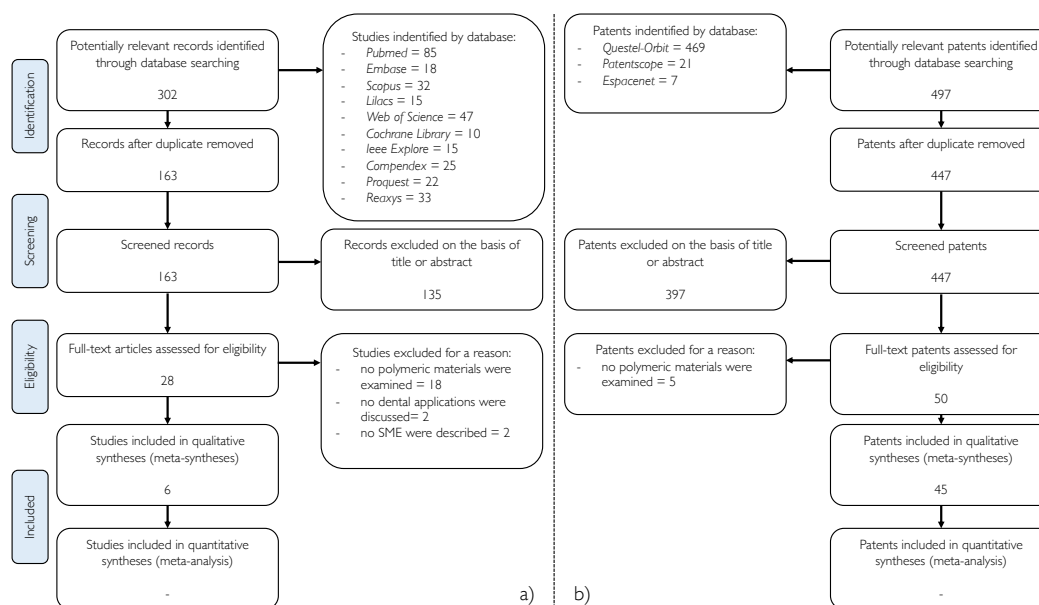 Identification
Screening
Eligibility
Included
Potentially relevant records identified
through database searching
302
Records after duplicate removed
163
Screened records
163
Full-text articles assessed for eligibility
28
Studies included in qualitative
syntheses (meta-syntheses)
6
Studies included in quantitative
syntheses (meta-analysis)
-
Studies indentified by database:
- Pubmed = 85
- Embase = 18
- Scopus = 32
- Lilacs = 15
- Web of Science = 47
- Cochrane Library = 10
- Ieee Explore = 15
- Compendex = 25
- Proquest = 22
- Reaxys = 33
Records excluded on the basis of
title or abstract
135
Studies excluded for a reason:
- no polymeric materials were
examined = 18
- no dental applications were
discussed= 2
- no SME were described = 2
a)
Patents indentified by database:
- Questel-Orbit = 469
- Patentscope = 21
- Espacenet = 7
Patents excluded on the basis of title
or abstract
397
Patents excluded for a reason:
- no polymeric materials were
examined = 5
b)
Potentially relevant patents identified
through database searching
497
Patents after duplicate removed
447
Screened patents
447
Full-text patents assessed for
eligibility
50
Patents included in qualitative
syntheses (meta-syntheses)
45
Patents included in quantitative
syntheses (meta-analysis)
-